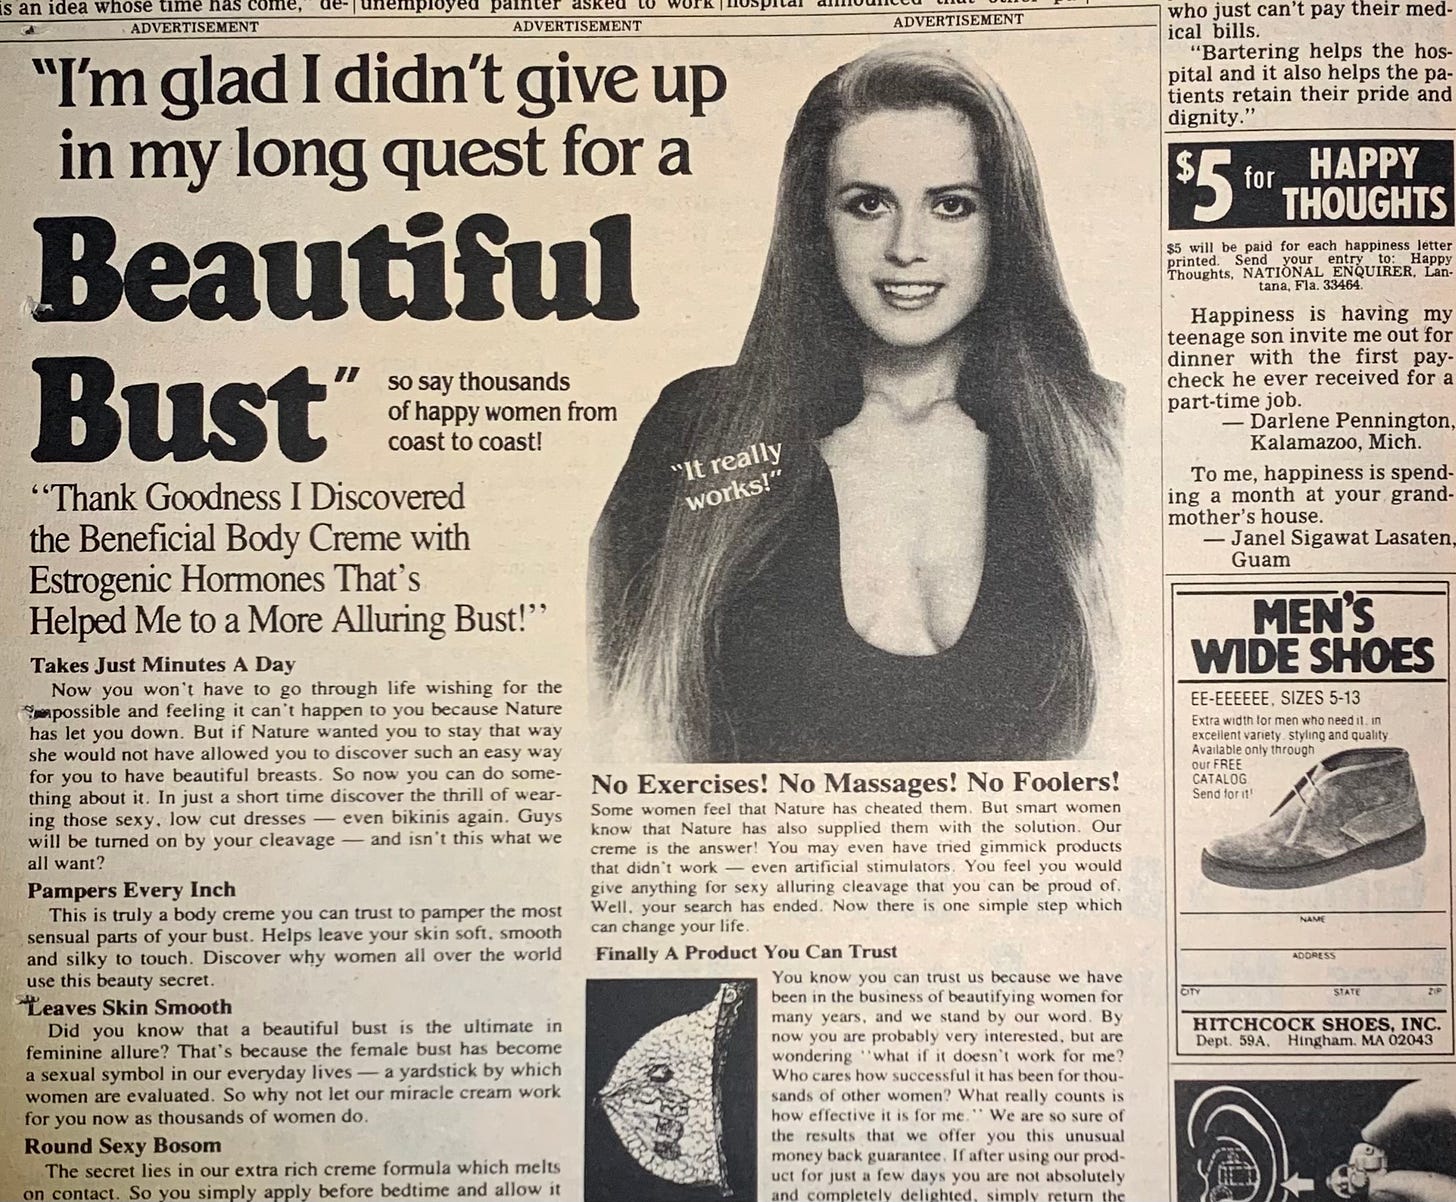 is an idea whose time has come," de-
unemployed painter asked to work
hospital announced that other
ADVERTISEMENT
ADVERTISEMENT
ADVERTISEMENT
"I'm glad I didn't give up
in my long quest for a
Beautiful
Bust"
so say thousands
of happy women from
coast to coast!
"It really
works!"
"Thank Goodness I Discovered
the Beneficial Body Creme with
Estrogenic Hormones That's
Helped Me to a More Alluring Bust!"
Takes Just Minutes A Day
Now you won't have to go through life wishing for the
impossible and feeling it can't happen to you because Nature
has let you down. But if Nature wanted you to stay that way
she would not have allowed you to discover such an easy way
for you to have beautiful breasts. So now you can do some-
thing about it. In just a short time discover the thrill of wear-
ing those sexy, low cut dresses — even bikinis again. Guys
will be turned on by your cleavage — and isn't this what we
all want?
Pampers Every Inch
This is truly a body creme you can trust to pamper the most
sensual parts of your bust. Helps leave your skin soft, smooth
and silky to touch. Discover why women all over the world
use this beauty secret.
Leaves Skin Smooth
Did you know that a beautiful bust is the ultimate in
feminine allure? That's because the female bust has become
a sexual symbol in our everyday lives — a yardstick by which
women are evaluated. So why not let our miracle cream work
for you now as thousands of women do.
Round Sexy Bosom
The secret lies in our extra rich creme formula which melts
on contact. So you simply apply before bedtime and allow it
No Exercises! No Massages! No Foolers!
Some women feel that Nature has cheated them. But smart women
know that Nature has also supplied them with the solution. Our
creme is the answer! You may even have tried gimmick products
that didn't work — even artificial stimulators. You feel you would
give anything for sexy alluring cleavage that you can be proud of.
Well, your search has ended. Now there is one simple step which
can change your life.
Finally A Product You Can Trust
You know you can trust us because we have
been in the business of beautifying women for
many years, and we stand by our word. By
now you are probably very interested, but are
wondering "what if it doesn't work for me?
Who cares how successful it has been for thou-
sands of other women? What really counts is
how effective it is for me." We are so sure of
the results that we offer you this unusual
money back guarantee. If after using our prod-
uct for just a few days you are not absolutely
and completely delighted, simply return the
who just can't pay their med-
ical bills.
"Bartering helps the hos-
pital and it also helps the pa-
tients retain their pride and
dignity."
$5 for HAPPY
THOUGHTS
$5 will be paid for each happiness letter
printed. Send your entry to: Happy
Thoughts, NATIONAL ENQUIRER, Lan-
tana, Fla. 33464.
Happiness is having my
teenage son invite me out for
dinner with the first pay-
check he ever received for a
part-time job.
— Darlene Pennington,
Kalamazoo, Mich.
To me, happiness is spend-
ing a month at your grand-
mother's house.
— Janel Sigawat Lasaten,
Guam
MEN'S
WIDE SHOES
EE-EEEEEE, SIZES 5-13
Extra width for men who need it, in
excellent variety, styling and quality.
Available only through
our FREE
CATALOG
Send for it!
NAME
ADDRESS
CITY STATE ZIP
HITCHCOCK SHOES, INC.
Dept. 59A, Hingham, MA 02043